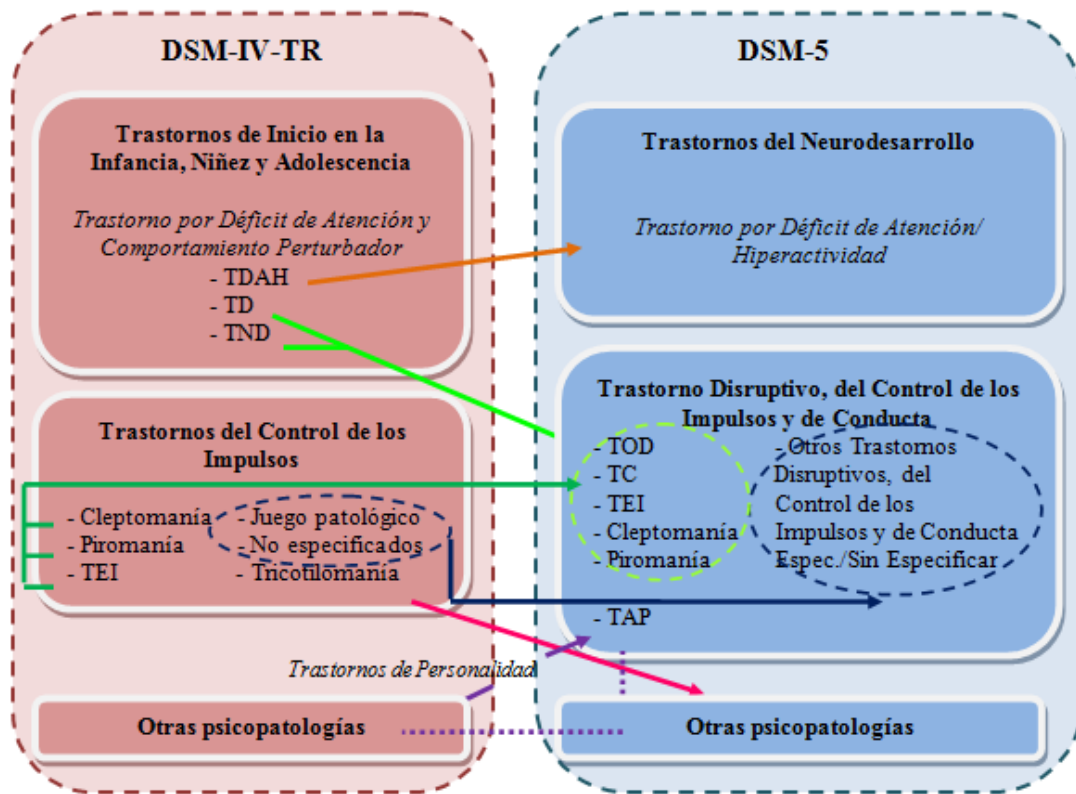 DSM-IV-TR
Trastornos de Inicio en la
Infancia, Niñez y Adolescencia
Trastorno por Déficit de Atención y
Comportamiento Perturbador
- TDAH
- TD
- TND
Trastornos del Control de los
Impulsos
- Cleptomanía
- Piromanía
- TEI
- Juego patológico
- No especificados
- Tricotilomanía
Trastornos de Personalidad
Otras psicopatologías
DSM-5
Trastornos del Neurodesarrollo
Trastorno por Déficit de Atención/
Hiperactividad
Trastorno Disruptivo, del Control de los
Impulsos y de Conducta
- TOD
- TC
- TEI
- Cleptomanía
- Piromanía
- Otros Trastornos
Disruptivos, del
Control de los
Impulsos y de Conducta
Espec./Sin Especificar
- TAP
Otras psicopatologías